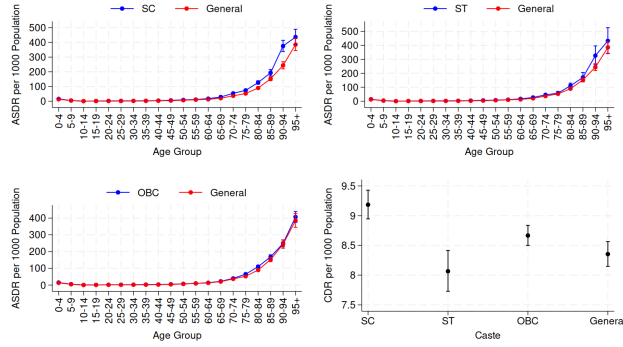 SC General
ASDR per 1000 Population
500
400
300
200
100
0
0-4 5-9 10-14 15-19 20-24 25-29 30-34 35-39 40-44 45-49 50-54 55-59 60-64 65-69 70-74 75-79 80-84 85-89 90-94 95+
Age Group
ST General
ASDR per 1000 Population
500
400
300
200
100
0
0-4 5-9 10-14 15-19 20-24 25-29 30-34 35-39 40-44 45-49 50-54 55-59 60-64 65-69 70-74 75-79 80-84 85-89 90-94 95+
Age Group
OBC General
ASDR per 1000 Population
400
300
200
100
0
0-4 5-9 10-14 15-19 20-24 25-29 30-34 35-39 40-44 45-49 50-54 55-59 60-64 65-69 70-74 75-79 80-84 85-89 90-94 95+
Age Group
CDR per 1000 Population
9.5
9
8.5
8
7.5
SC ST OBC Genera
Caste